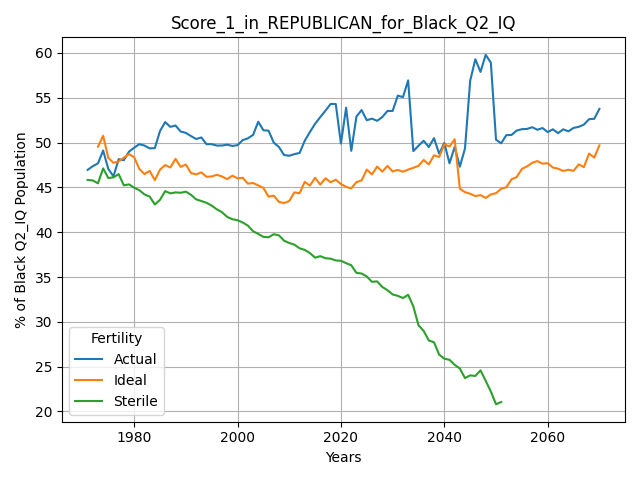 Score_1_in_REPUBLICAN_for_Black_Q2_IQ
% of Black Q2_IQ Population
60
55
50
45
40
35
30
25
20
Fertility
Actual
Ideal
Sterile
1980 2000 2020 2040 2060
Years